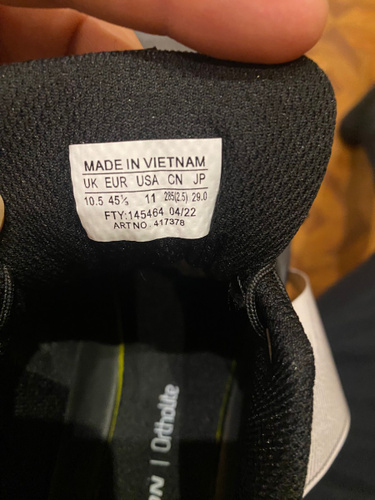 MADE IN VIETNAM
UK EUR USA CN JP
10.5 45⅓ 11 285(2.5) 29.0
FTY:145464 04/22
ART NO. 417378
ON | Ortholite